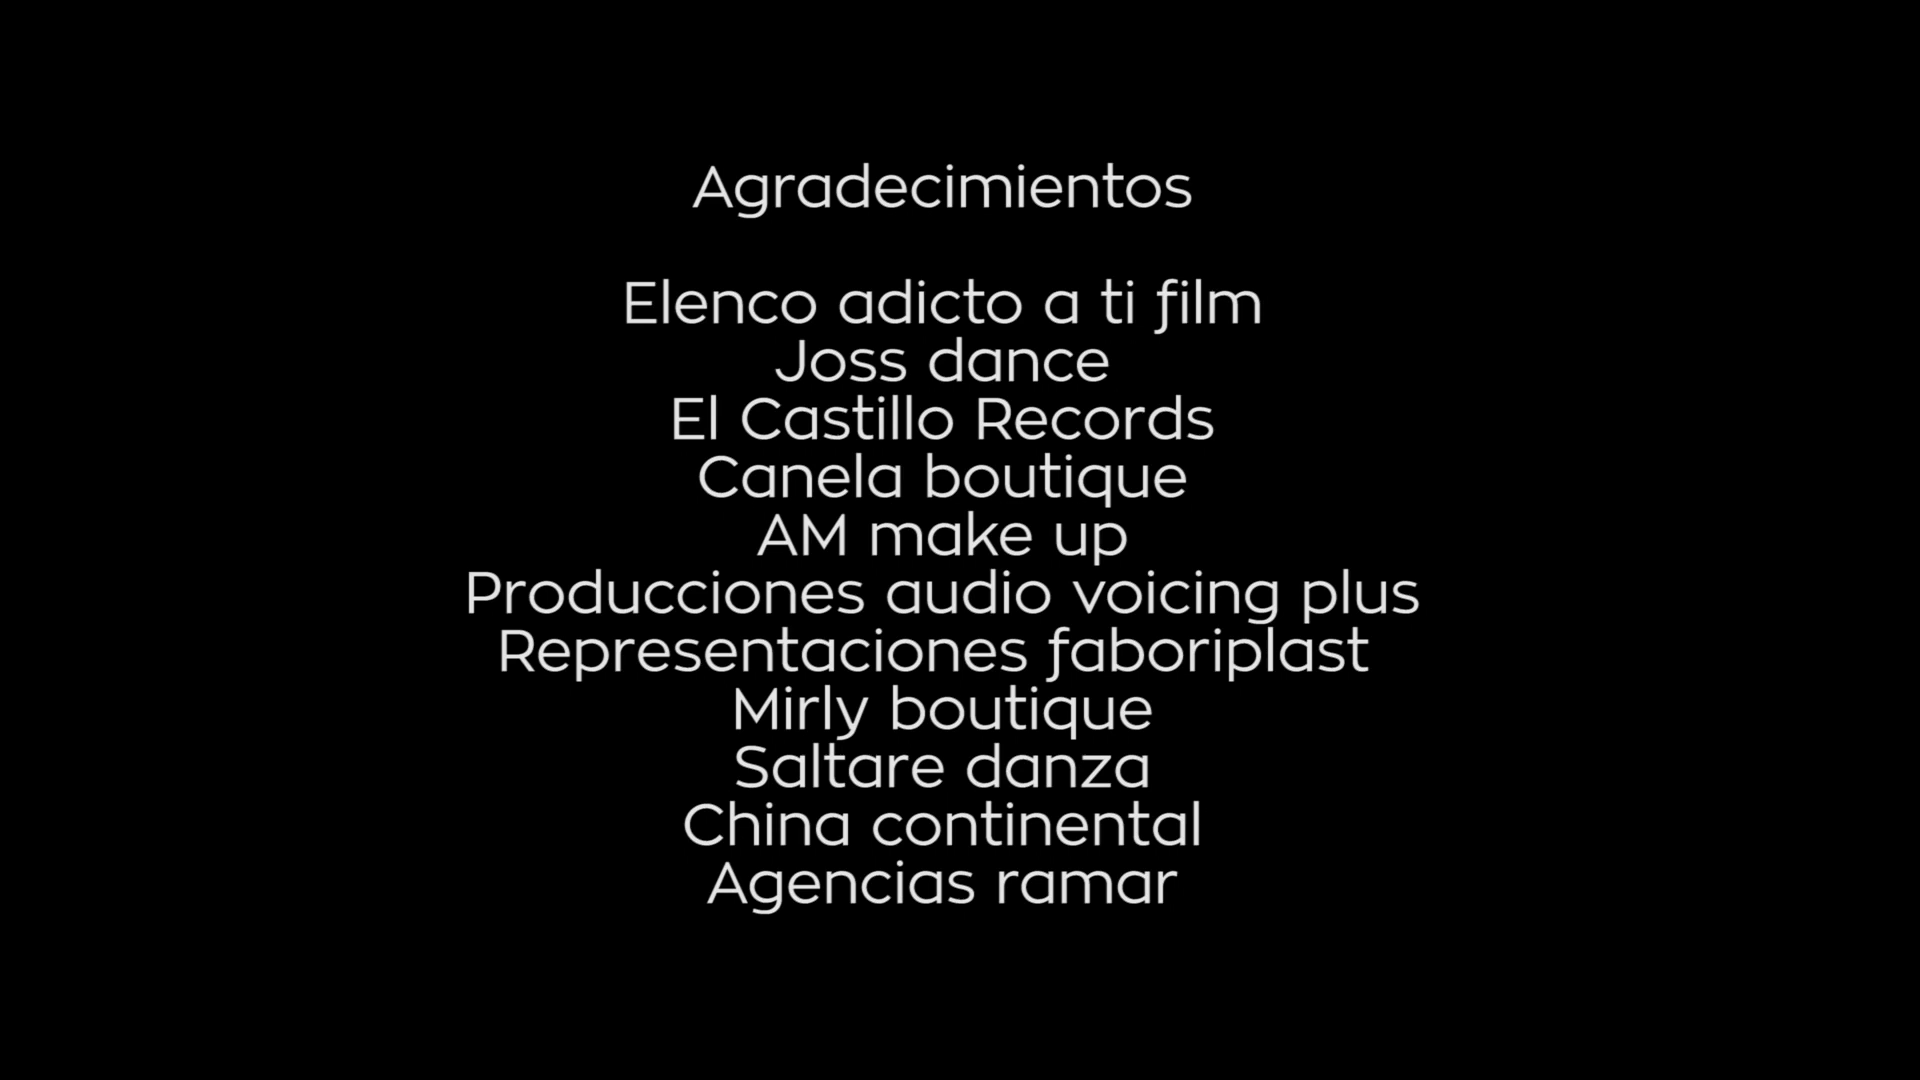 Agradecimientos
Elenco adicto a ti film
Joss dance
El Castillo Records
Canela boutique
AM make up
Producciones audio voicing plus
Representaciones faboriplast
Mirly boutique
Saltare danza
China continental
Agencias ramar